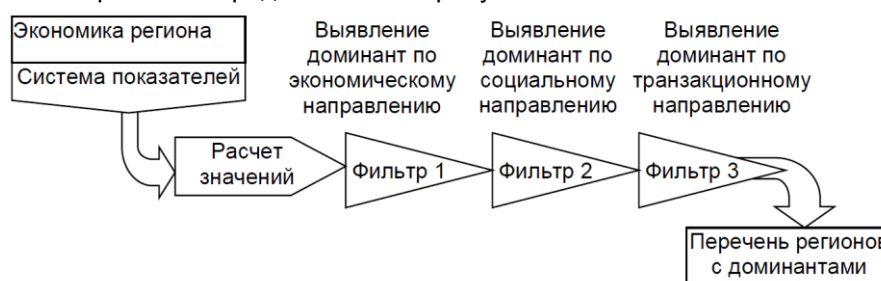 Экономика региона
Система показателей
Расчет
значений
Выявление
доминант по
экономическому
направлению
Фильтр 1
Выявление
доминант по
социальному
направлению
Фильтр 2
Выявление
доминант по
транзакционному
направлению
Фильтр 3
Перечень регионов
с доминантами